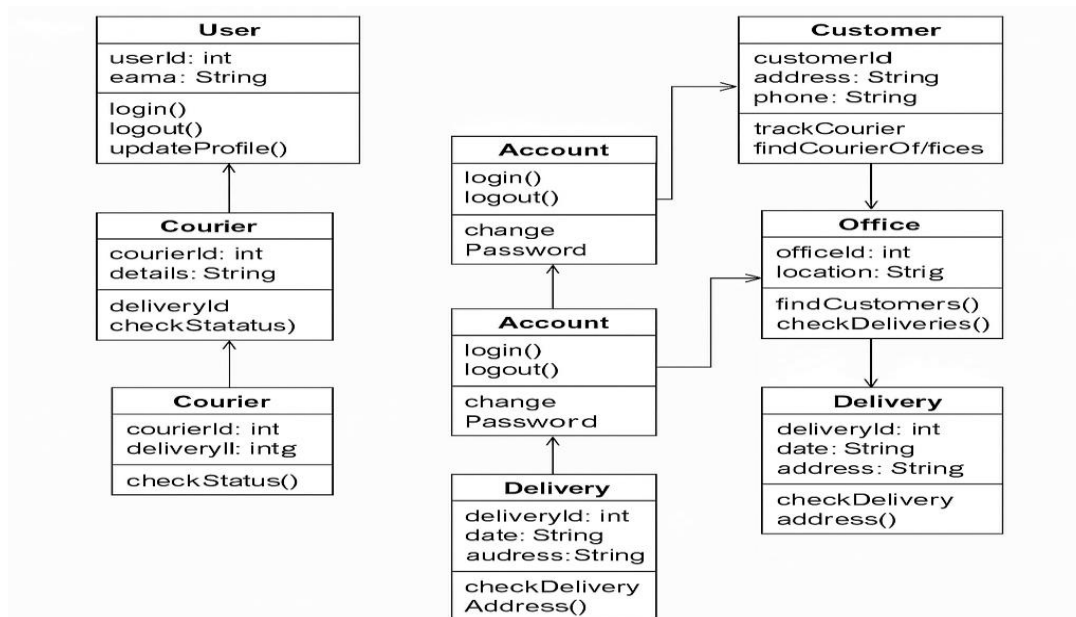 User
userId: int
eama: String
login()
logout()
updateProfile()
Courier
courierId: int
details: String
deliveryId
checkStatatus)
Courier
courierId: int
deliveryIl: intg
checkStatus()
Account
login()
logout()
change
Password
Account
login()
logout()
change
Password
Delivery
deliveryId: int
date: String
audress:String
checkDelivery
Address()
Customer
customerId
address: String
phone: String
trackCourier
findCourierOf/fices
Office
officeId: int
location: Strig
findCustomers()
checkDeliveries()
Delivery
deliveryId: int
date: String
address: String
checkDelivery
address()